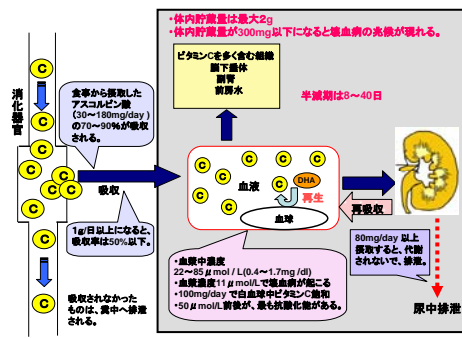 ・体内貯蔵量は最大2g
・体内貯蔵量が300mg以下になると壊血病の兆候が現れる。
C
消化器官
C
食事から摂取した
アスコルビン酸
(30～180mg/day)
の70～90%が吸収
される。
C
C
C
C
C
C
C
C
吸収
1g/日以上になると、
吸収率は50%以下。
C
吸収されなかった
ものは、糞中へ排泄
される。
ビタミンCを多く含む組織
脳下垂体
副腎
前房水
半減期は8～40日
C
C
C
C
C
C
C
C
血液
DHA
再生
血球
再吸収
・血漿中濃度
22～85μmol/L(0.4～1.7mg/dl)
・血漿濃度11μmol/Lで壊血病が起こる
・100mg/dayで白血球中ビタミンC飽和
・50μmol/L前後が、最も抗酸化能がある。
80mg/day以上
摂取すると、代謝
されないで、排泄。
尿中排泄